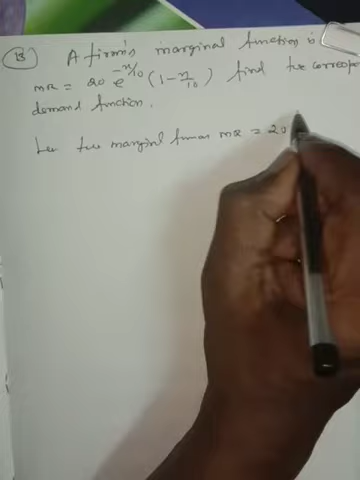 13 A firm's marginal function is
MR = 20 e^{-x/10} (1 - x/10) find the correspo
demand function.
Let the marginal MR = 20